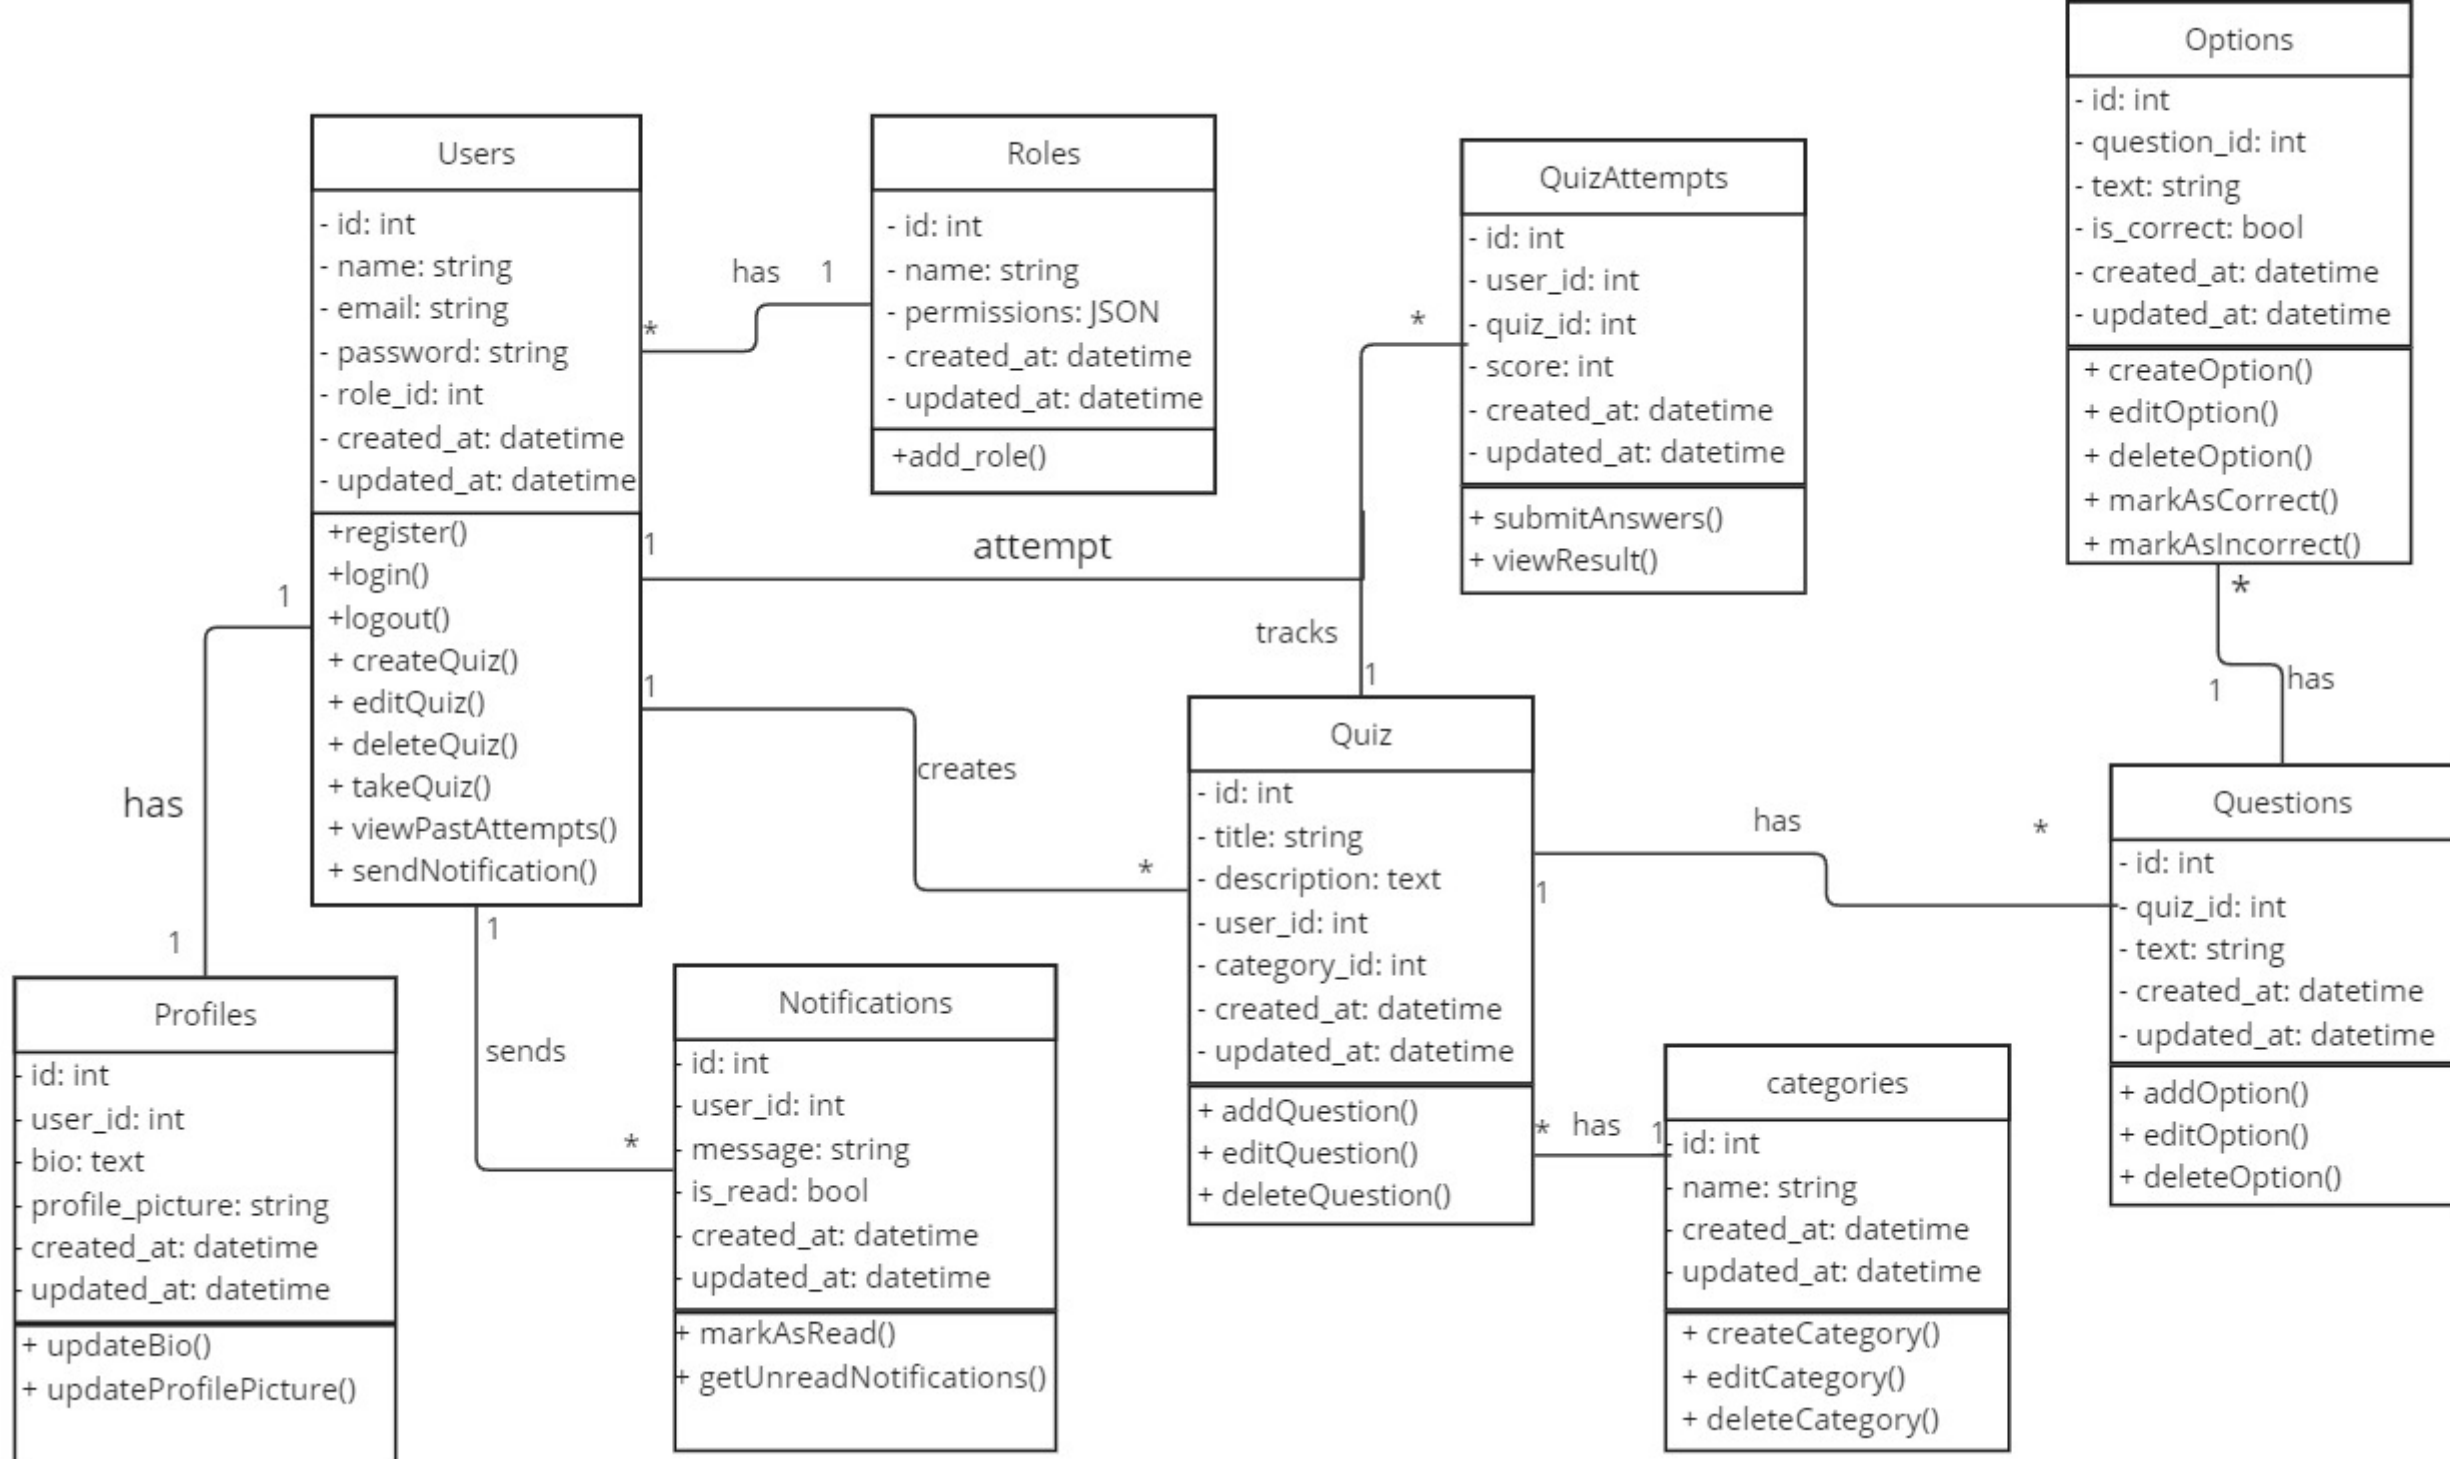 Users
- id: int
- name: string
- email: string
- password: string
- role_id: int
- created_at: datetime
- updated_at: datetime
+register()
+login()
+logout()
+ createQuiz()
+ editQuiz()
+ deleteQuiz()
+ takeQuiz()
+ viewPastAttempts()
+ sendNotification()
*
has
1
Roles
- id: int
- name: string
- permissions: JSON
- created_at: datetime
- updated_at: datetime
+add_role()
1
attempt
*
QuizAttempts
- id: int
- user_id: int
- quiz_id: int
- score: int
- created_at: datetime
- updated_at: datetime
+ submitAnswers()
+ viewResult()
tracks
1
Options
- id: int
- question_id: int
- text: string
- is_correct: bool
- created_at: datetime
- updated_at: datetime
+ createOption()
+ editOption()
+ deleteOption()
+ markAsCorrect()
+ markAsIncorrect()
*
1
has
1
has
1
Profiles
- id: int
- user_id: int
- bio: text
- profile_picture: string
- created_at: datetime
- updated_at: datetime
+ updateBio()
+ updateProfilePicture()
1
sends
*
Notifications
- id: int
- user_id: int
- message: string
- is_read: bool
- created_at: datetime
- updated_at: datetime
+ markAsRead()
+ getUnreadNotifications()
1
creates
*
Quiz
- id: int
- title: string
- description: text
- user_id: int
- category_id: int
- created_at: datetime
- updated_at: datetime
+ addQuestion()
+ editQuestion()
+ deleteQuestion()
has
*
1
Questions
- id: int
- quiz_id: int
- text: string
- created_at: datetime
- updated_at: datetime
+ addOption()
+ editOption()
+ deleteOption()
* has 1
categories
- id: int
- name: string
- created_at: datetime
- updated_at: datetime
+ createCategory()
+ editCategory()
+ deleteCategory()